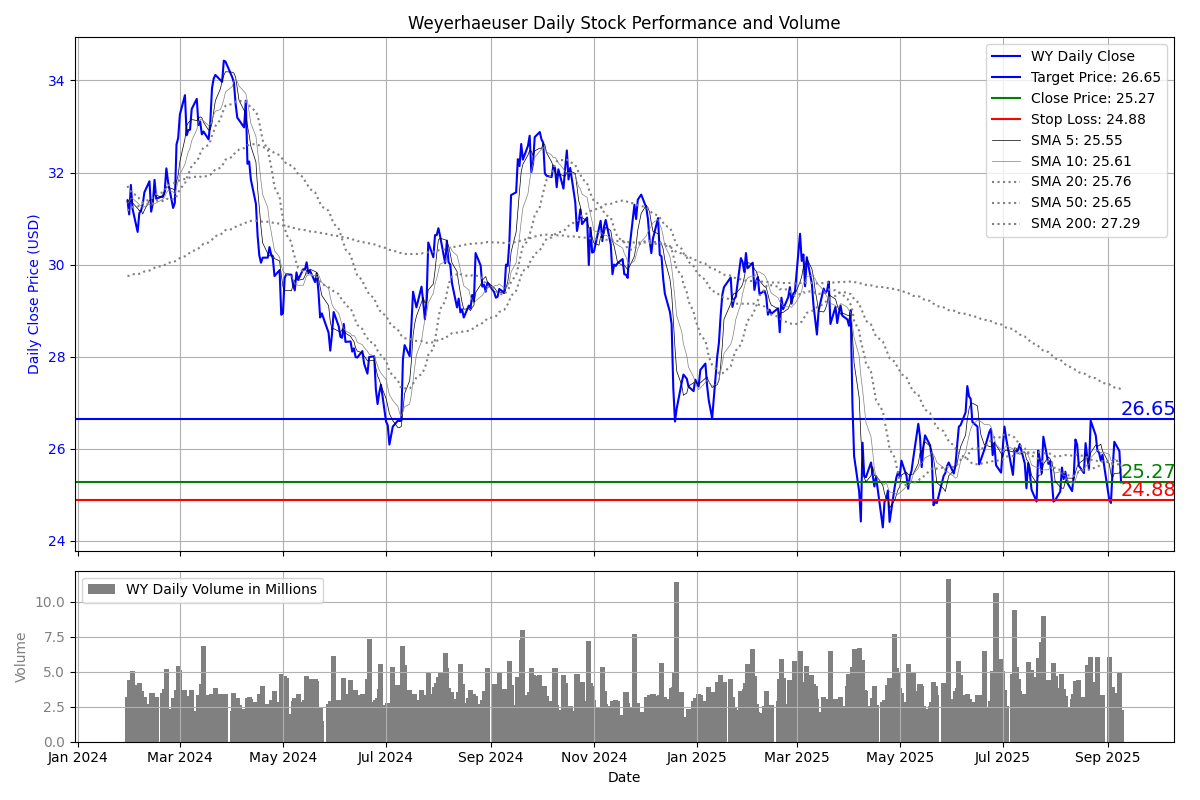 Weyerhaeuser Daily Stock Performance and Volume
Daily Close Price (USD)
34
32
30
28
26
24
WY Daily Close
Target Price: 26.65
Close Price: 25.27
Stop Loss: 24.88
SMA 5: 25.55
SMA 10: 25.61
SMA 20: 25.76
SMA 50: 25.65
SMA 200: 27.29
26.65
25.27
24.88
Volume
10.0
7.5
5.0
2.5
0.0
WY Daily Volume in Millions
Jan 2024 Mar 2024 May 2024 Jul 2024 Sep 2024 Nov 2024 Jan 2025 Mar 2025 May 2025 Jul 2025 Sep 2025
Date